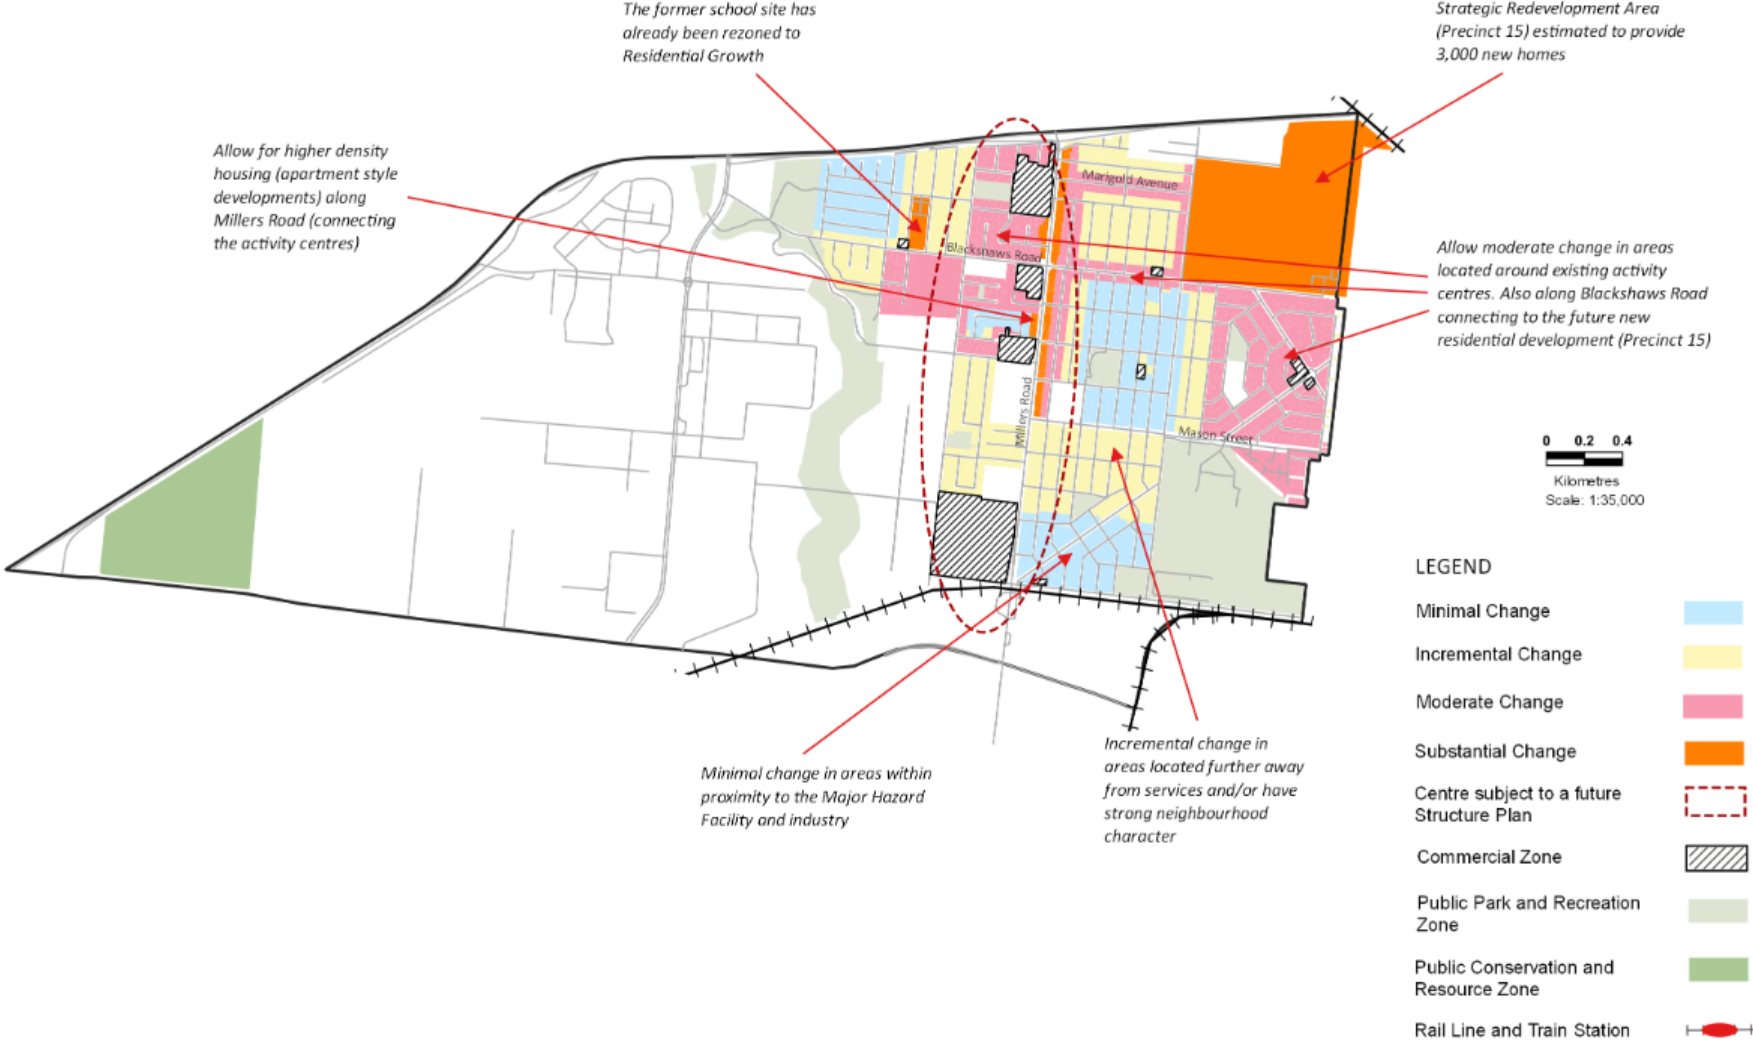 The former school site has
already been rezoned to
Residential Growth
Strategic Redevelopment Area
(Precinct 15) estimated to provide
3,000 new homes
Allow for higher density
housing (apartment style
developments) along
Millers Road (connecting
the activity centres)
Marigold Avenue
Blackshaws Road
Allow moderate change in areas
located around existing activity
centres. Also along Blackshaws Road
connecting to the future new
residential development (Precinct 15)
Millers Road
Mason Street
0 0.2 0.4
Kilometres
Scale: 1:35,000
Minimal change in areas within
proximity to the Major Hazard
Facility and industry
Incremental change in
areas located further away
from services and/or have
strong neighbourhood
character
LEGEND
Minimal Change
Incremental Change
Moderate Change
Substantial Change
Centre subject to a future
Structure Plan
Commercial Zone
Public Park and Recreation
Zone
Public Conservation and
Resource Zone
Rail Line and Train Station